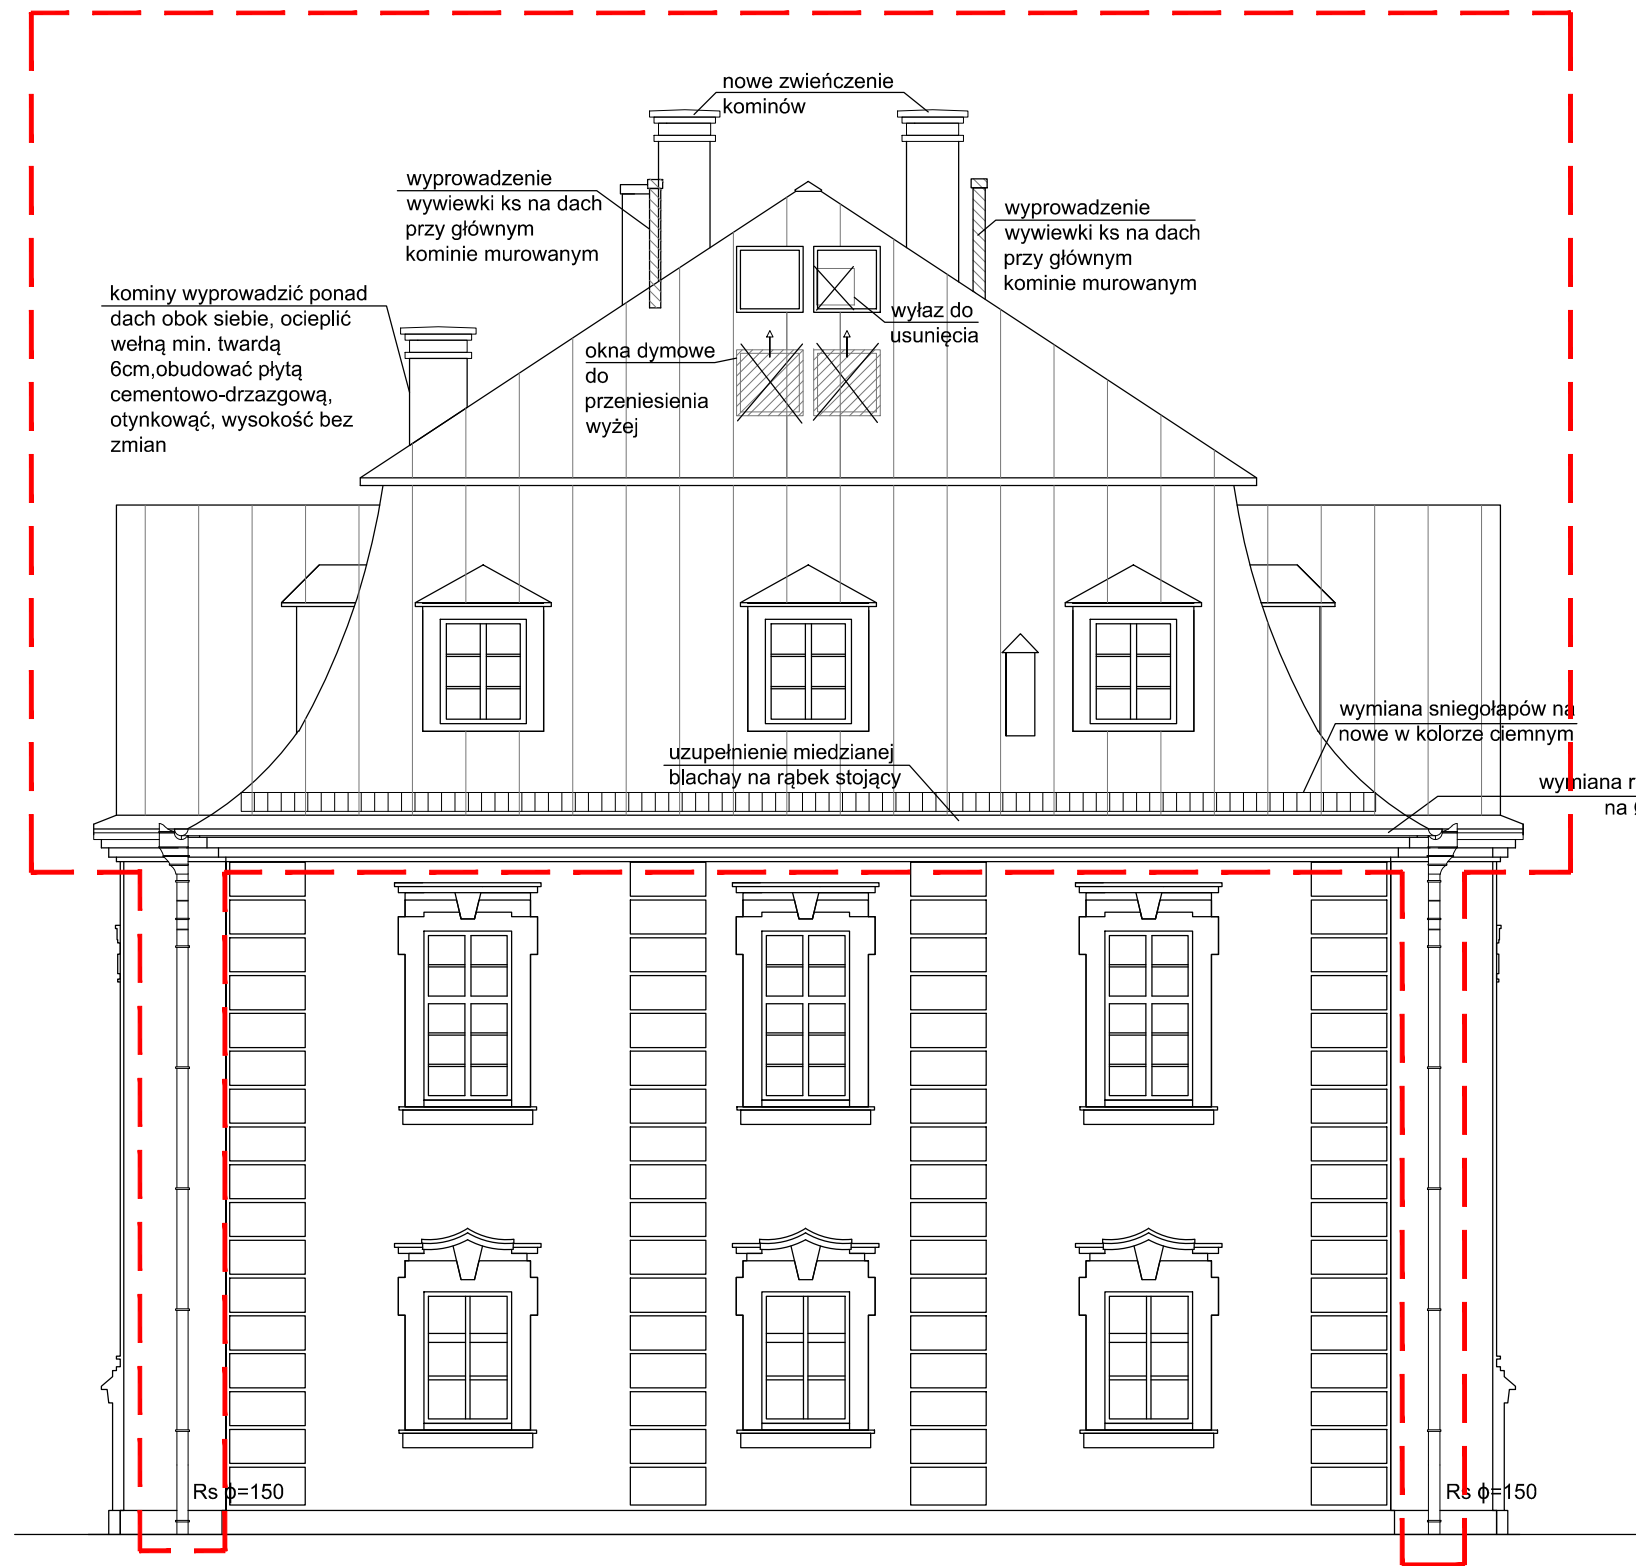 nowe zwieńczenie
kominów
wyprowadzenie
wywiewki ks na dach
przy głównym
kominie murowanym
wyprowadzenie
wywiewki ks na dach
przy głównym
kominie murowanym
kominy wyprowadzić ponad
dach obok siebie, ocieplić
wełną min. twardą
6cm,obudować płytą
cementowo-drzazgową,
otynkowąć, wysokość bez
zmian
wyłaz do
usunięcia
okna dymowe
do
przeniesienia
wyżej
wymiana sniegołapów na
nowe w kolorze ciemnym
uzupełnienie miedzianej
blachay na rąbek stojący
wymiana r
na
Rs ϕ=150
Rs ϕ=150